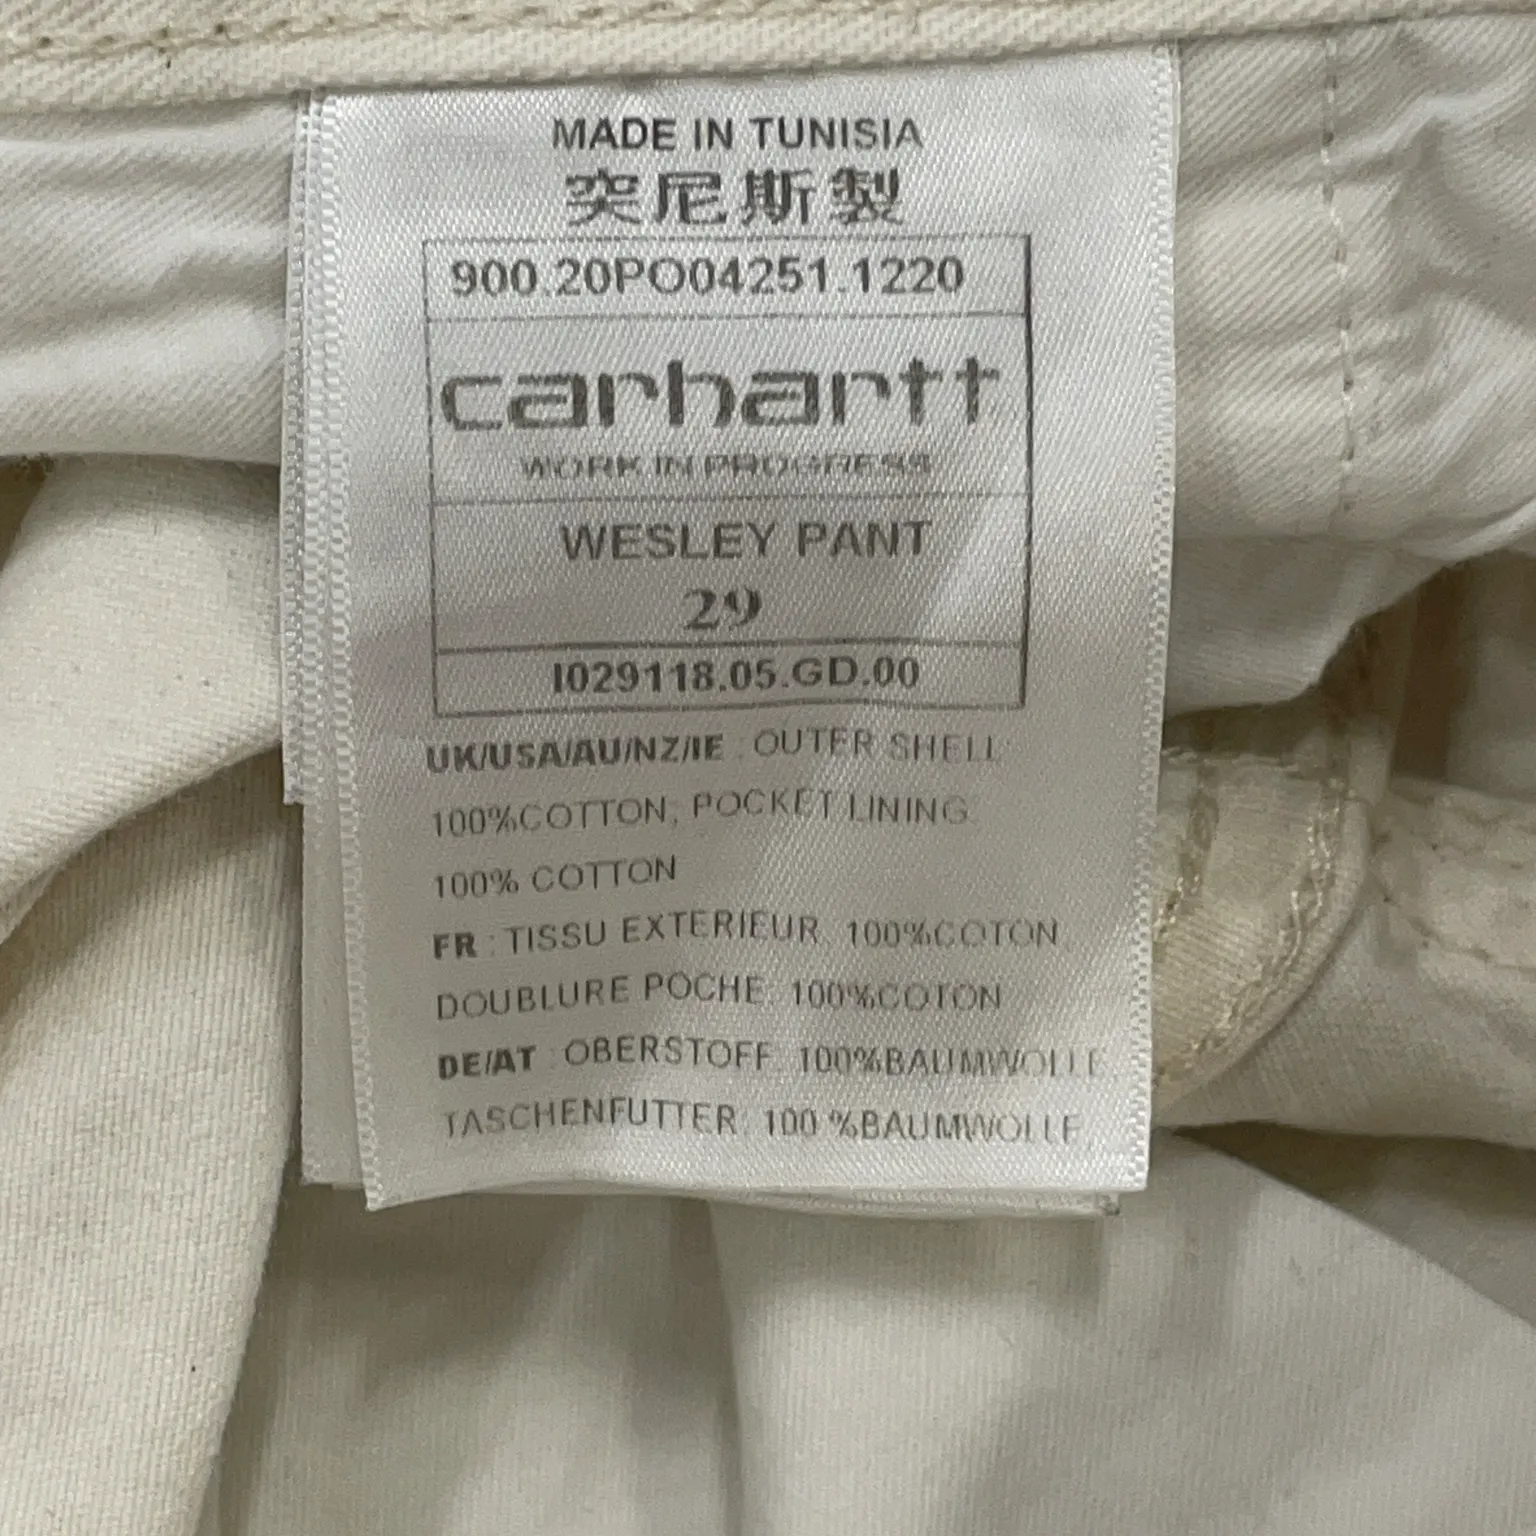 MADE IN TUNISIA
突尼斯製
900.20PO04251.1220
carhartt
WORK IN PROGRESS
WESLEY PANT
29
I029118.05.GD.00
UK/USA/AU/NZ/IE : OUTER SHELL:
100%COTTON; POCKET LINING:
100% COTTON
FR : TISSU EXTERIEUR: 100%COTON
DOUBLURE POCHE: 100%COTON
DE/AT : OBERSTOFF: 100%BAUMWOLLE
TASCHENFUTTER: 100 %BAUMWOLLE